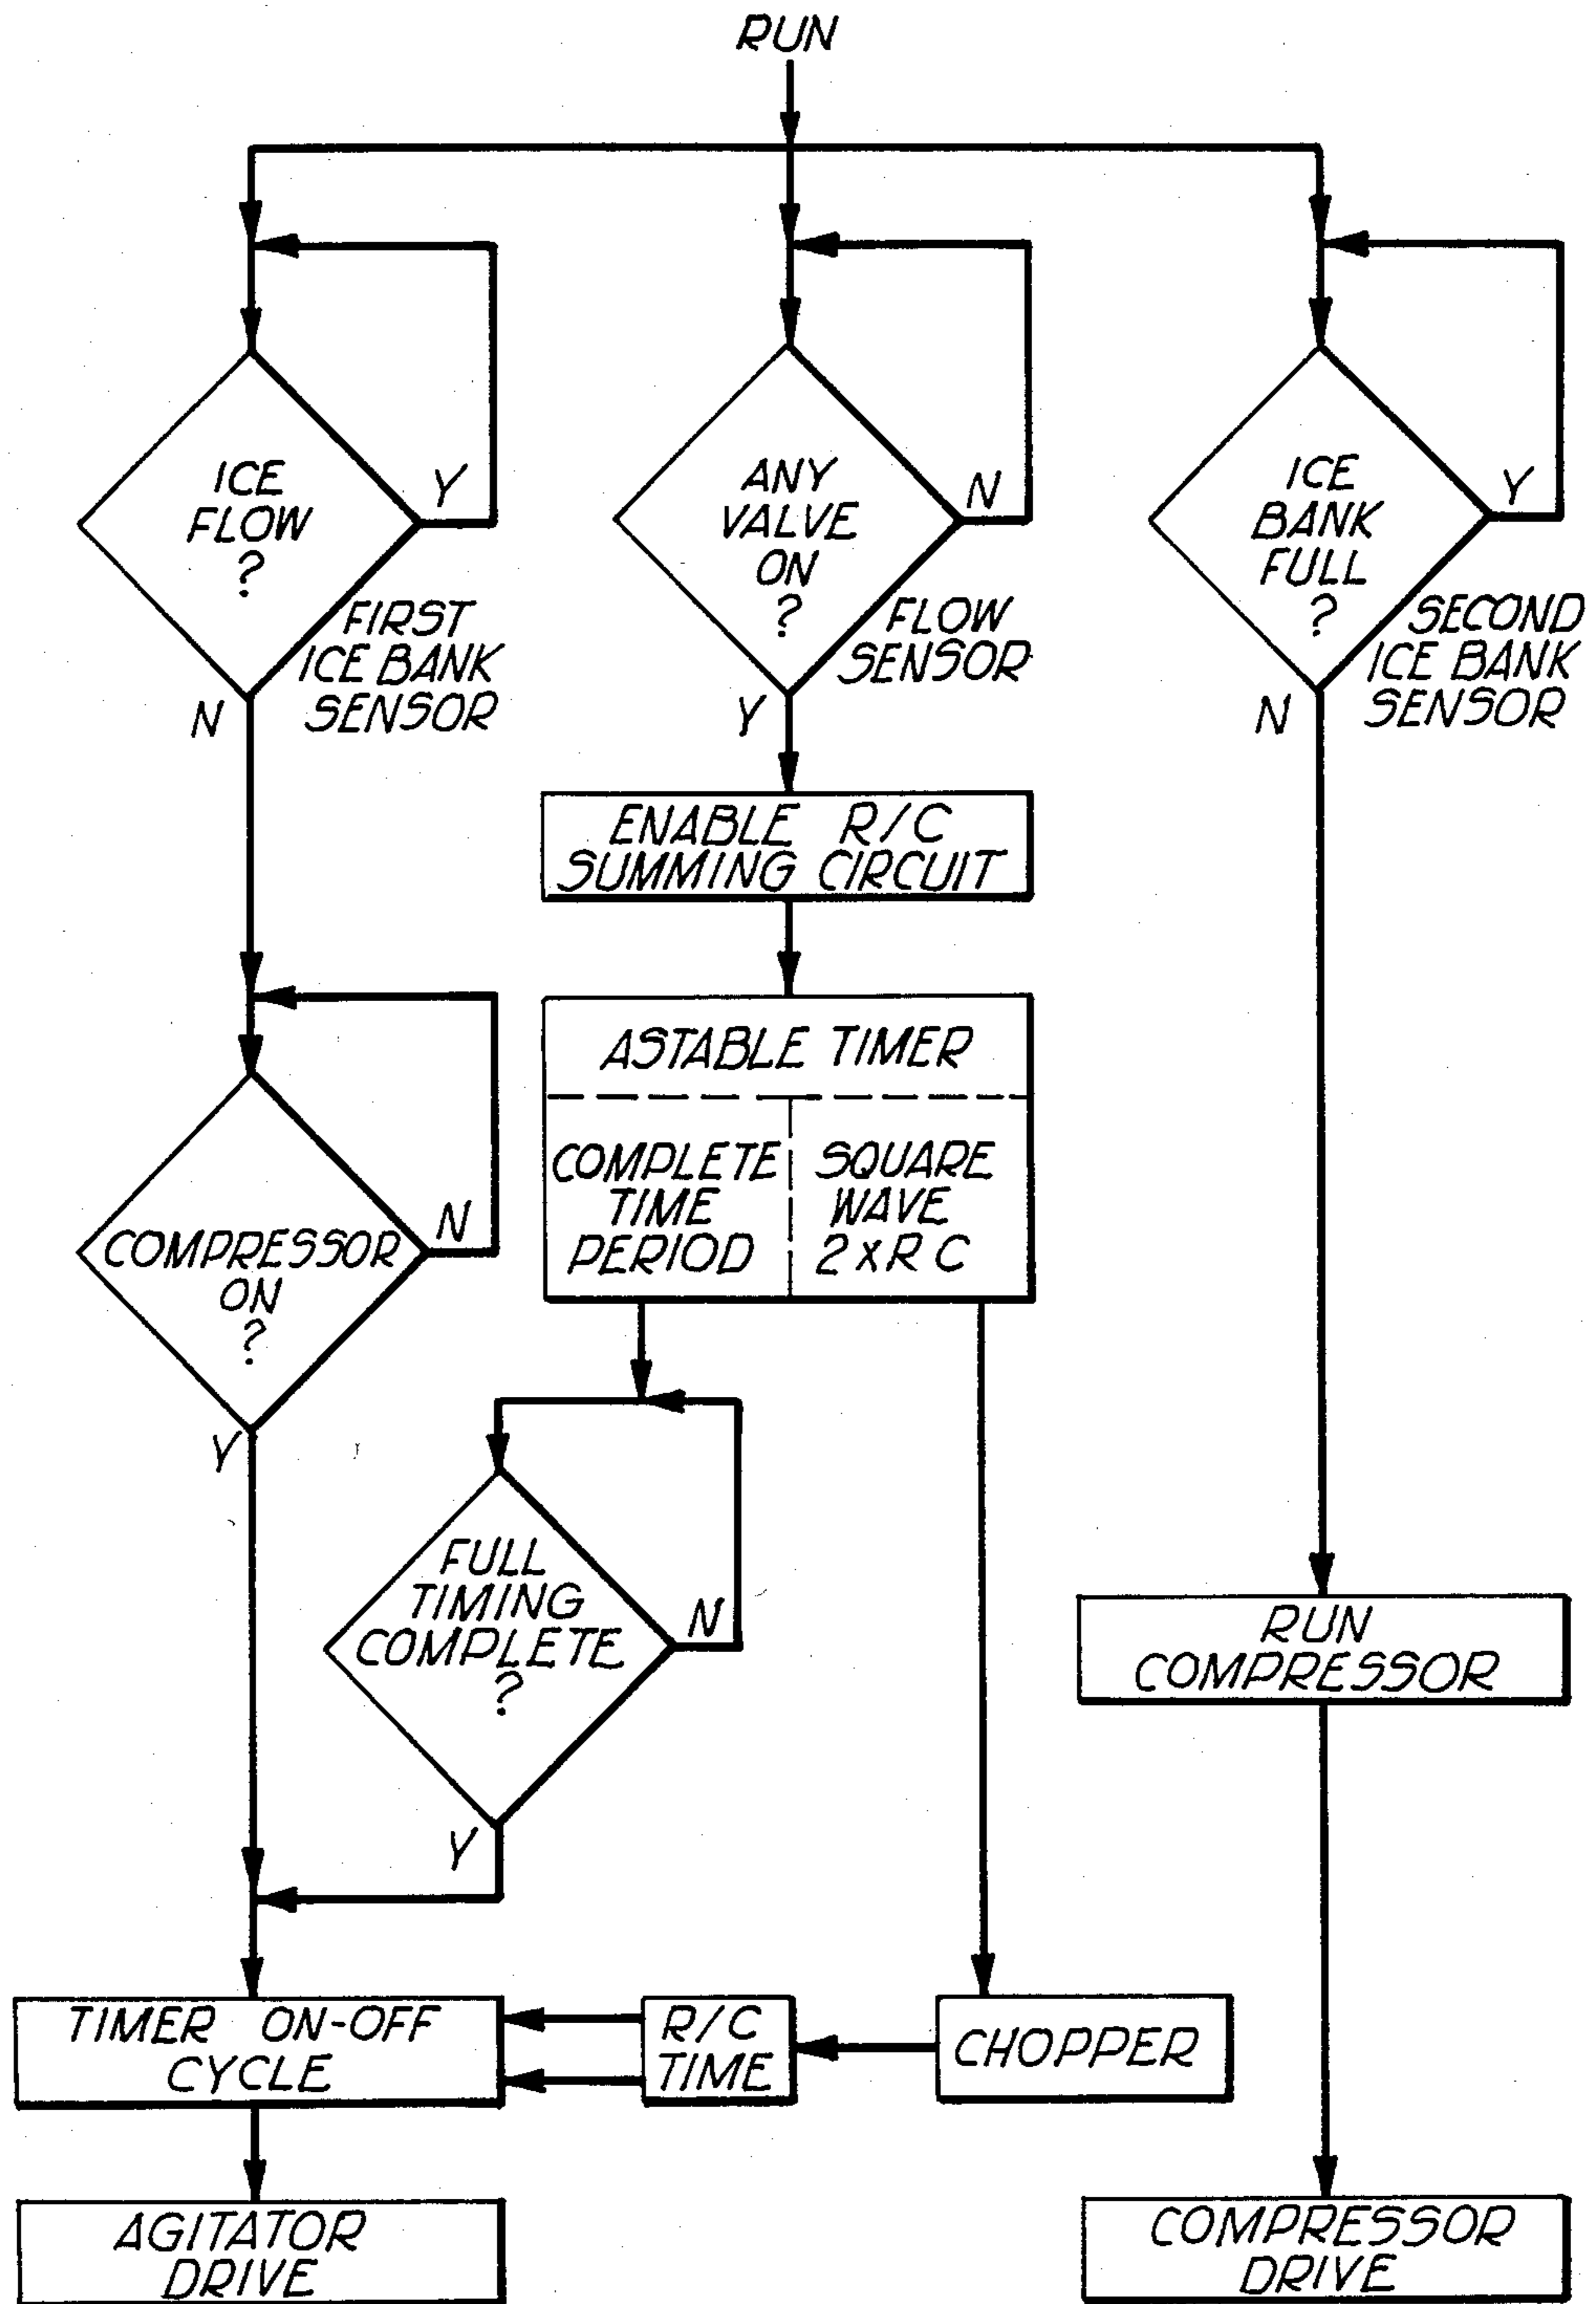 RUN
ICE
FLOW
?
Y
FIRST
ICE BANK
SENSOR
N
ANY
VALVE
ON
?
N
FLOW
SENSOR
Y
ICE
BANK
FULL
?
Y
SECOND
ICE BANK
SENSOR
N
ENABLE R/C
SUMMING CIRCUIT
ASTABLE TIMER
COMPLETE
TIME
PERIOD
SQUARE
WAVE
2 x R C
COMPRESSOR
ON
?
N
Y
FULL
TIMING
COMPLETE
?
N
Y
RUN
COMPRESSOR
TIMER ON-OFF
CYCLE
R/C
TIME
CHOPPER
AGITATOR
DRIVE
COMPRESSOR
DRIVE